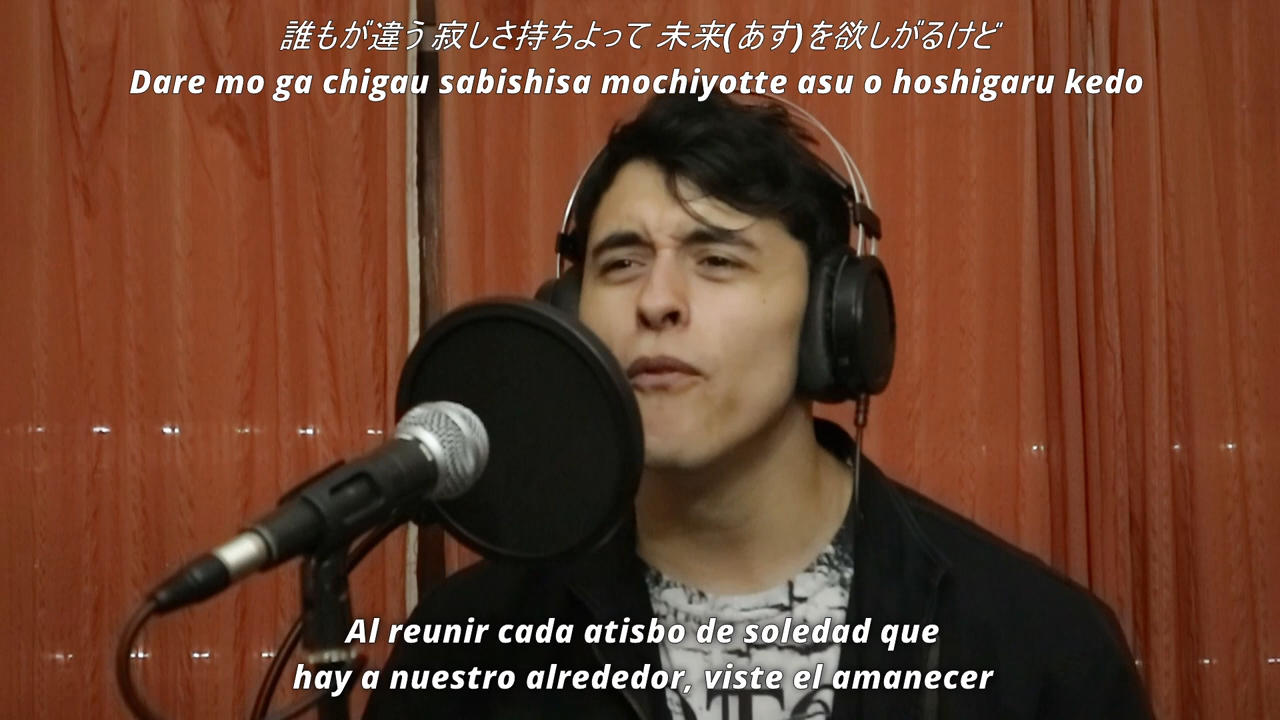 誰もが違う 寂しさ持ちよって 未来(あす)を欲しがるけど
Dare mo ga chigau sabishisa mochiyotte asu o hoshigaru kedo
Al reunir cada atisbo de soledad que
hay a nuestro alrededor, viste el amanecer